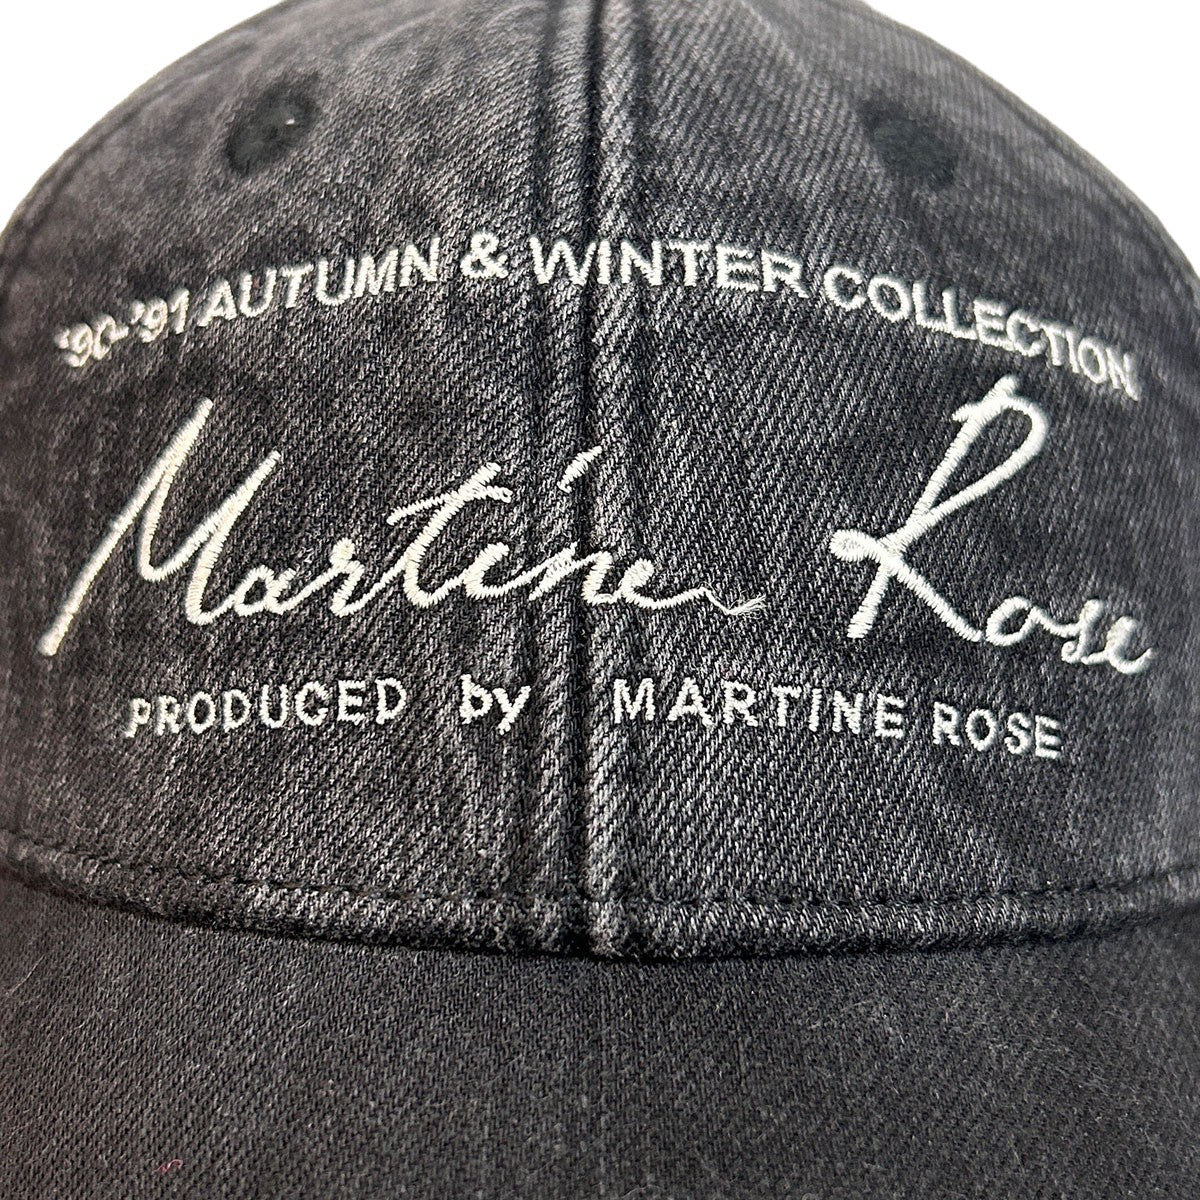 '90-'91 AUTUMN & WINTER COLLECTION
Martine Rose
PRODUCED by MARTINE ROSE